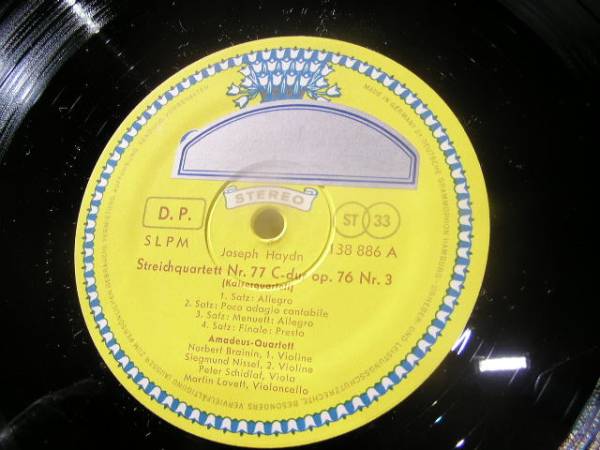 STEREO
D.P.
ST 33
SLPM
138 886 A
Joseph Haydn
Streichquartett Nr. 77 C-dur op. 76 Nr. 3
(Kaiserquartett)
1. Satz: Allegro
2. Satz: Poco adagio cantabile
3. Satz: Menuett: Allegro
4. Satz: Finale: Presto
Amadeus-Quartett
Norbert Brainin, 1. Violine
Siegmund Nissel, 2. Violine
Peter Schidlof, Viola
Martin Lovett, Violoncello
MADE IN GERMANY
DEUTSCHE GRAMMOPHON